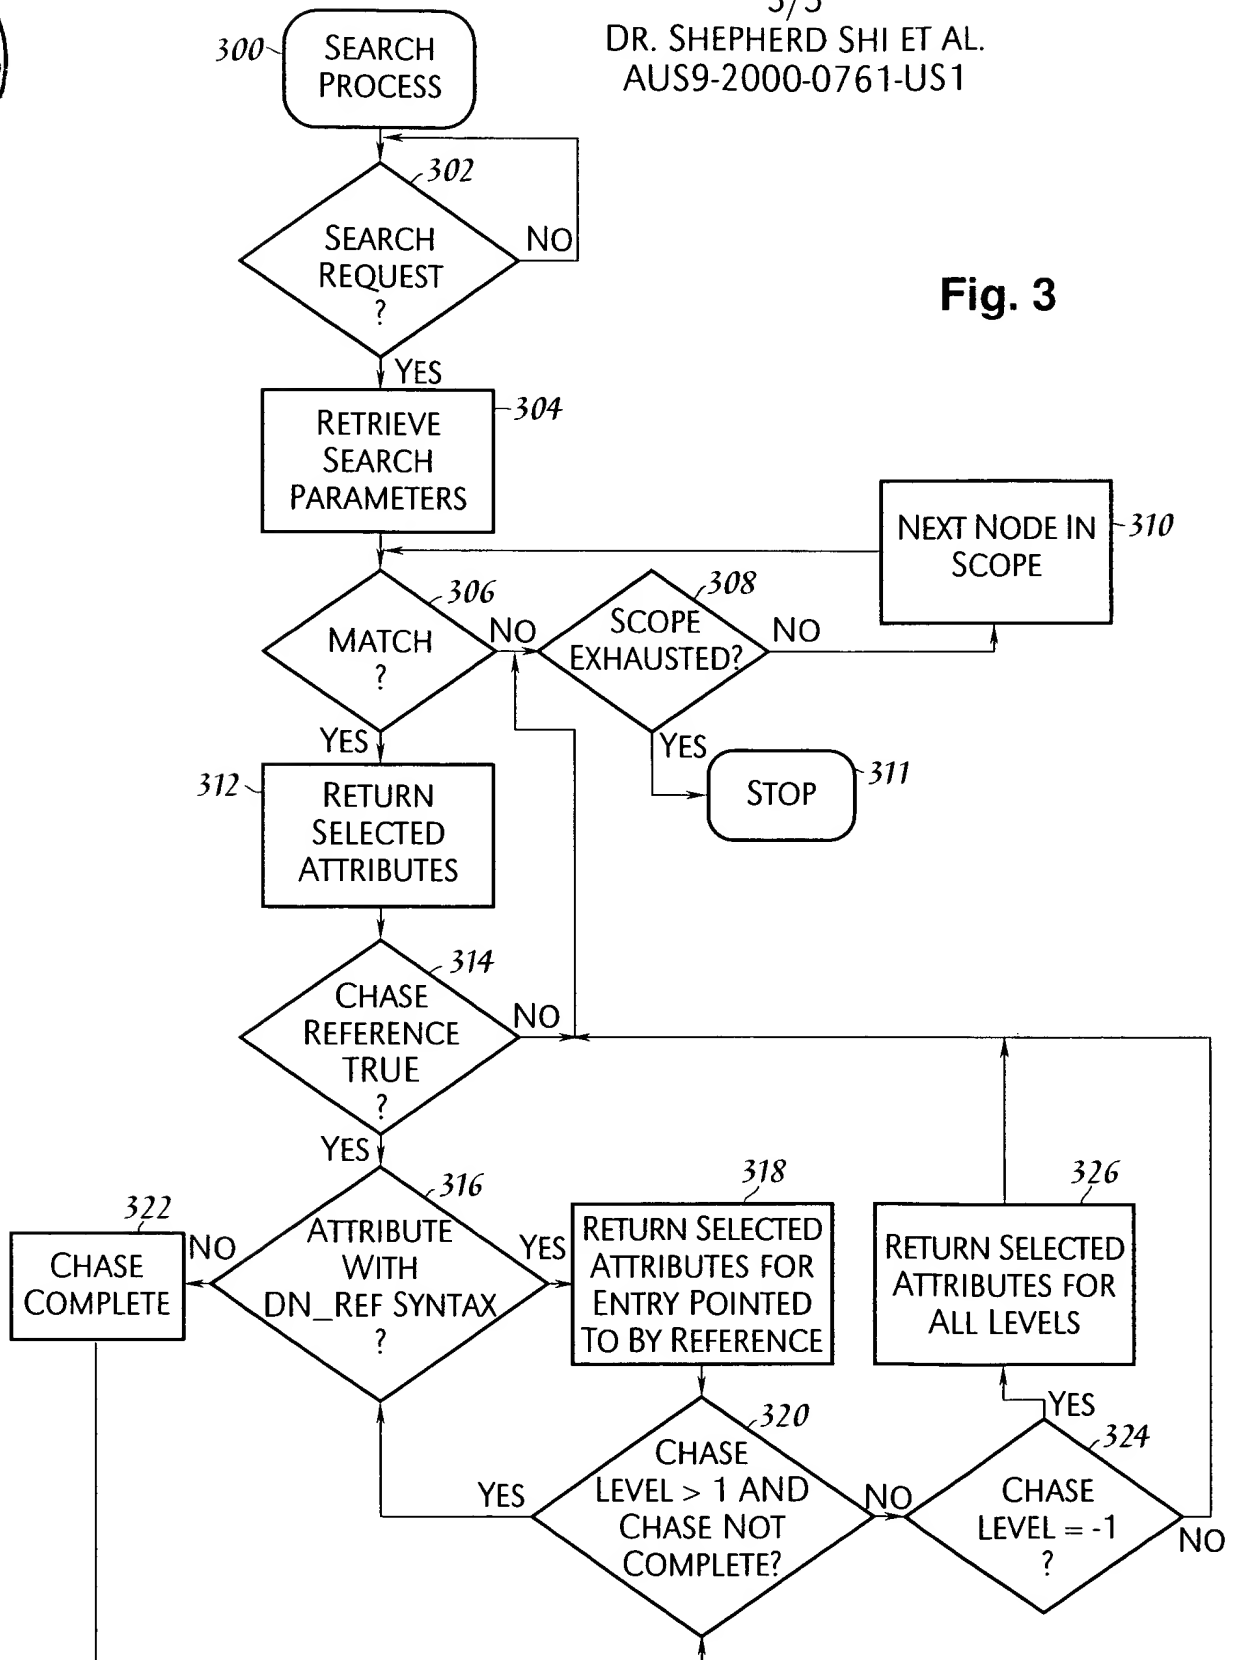 3/3
DR. SHEPHERD SHI ET AL.
AUS9-2000-0761-US1
Fig. 3
300
SEARCH
PROCESS
302
SEARCH
REQUEST
?
NO
YES
304
RETRIEVE
SEARCH
PARAMETERS
310
NEXT NODE IN
SCOPE
306
MATCH
?
NO
308
SCOPE
EXHAUSTED?
NO
YES
311
STOP
YES
312
RETURN
SELECTED
ATTRIBUTES
314
CHASE
REFERENCE
TRUE
?
NO
YES
316
ATTRIBUTE
WITH
DN_REF SYNTAX
?
NO
322
CHASE
COMPLETE
YES
318
RETURN SELECTED
ATTRIBUTES FOR
ENTRY POINTED
TO BY REFERENCE
326
RETURN SELECTED
ATTRIBUTES FOR
ALL LEVELS
320
CHASE
LEVEL > 1 AND
CHASE NOT
COMPLETE?
YES
NO
324
CHASE
LEVEL = -1
?
YES
NO